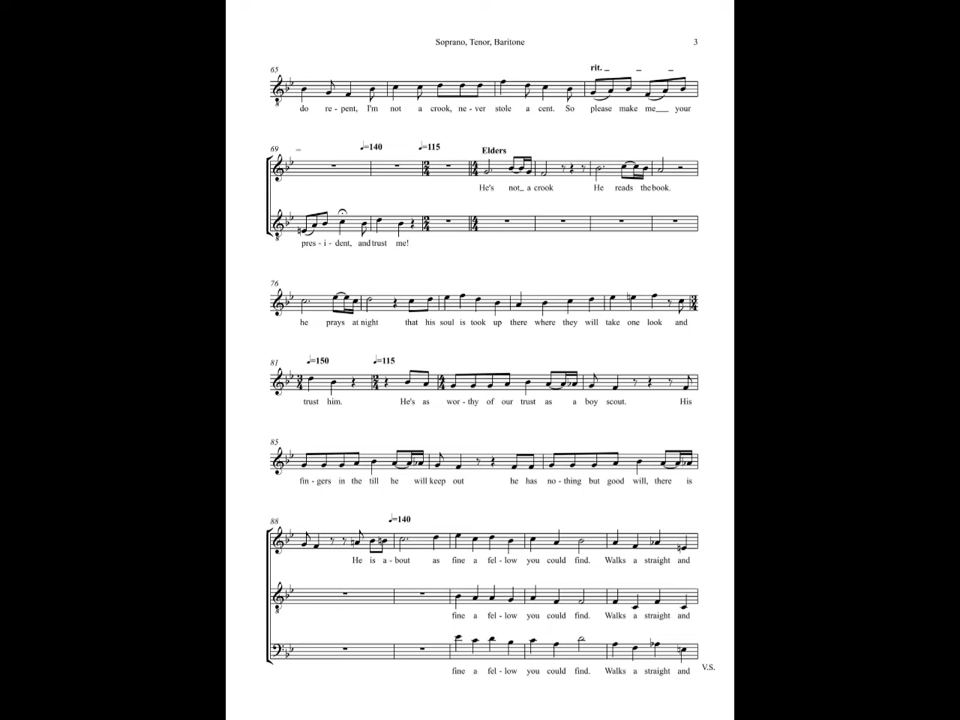 Soprano, Tenor, Baritone 3
65 rit.
do re - pent, I'm not a crook, ne - ver stole a cent. So please make me___ your
69 ♩=140 ♩=115 Elders
He's not_ a crook He reads the book.
pres - i - dent, and trust me!
76
he prays at night that his soul is took up there where they will take one look and
81 ♩=150 ♩=115
trust him. He's as wor - thy of our trust as a boy scout. His
85
fin - gers in the till he will keep out he has no - thing but good will, there is
88 ♩=140
He is a - bout as fine a fel - low you could find. Walks a straight and
fine a fel - low you could find. Walks a straight and
fine a fel - low you could find. Walks a straight and
V.S.